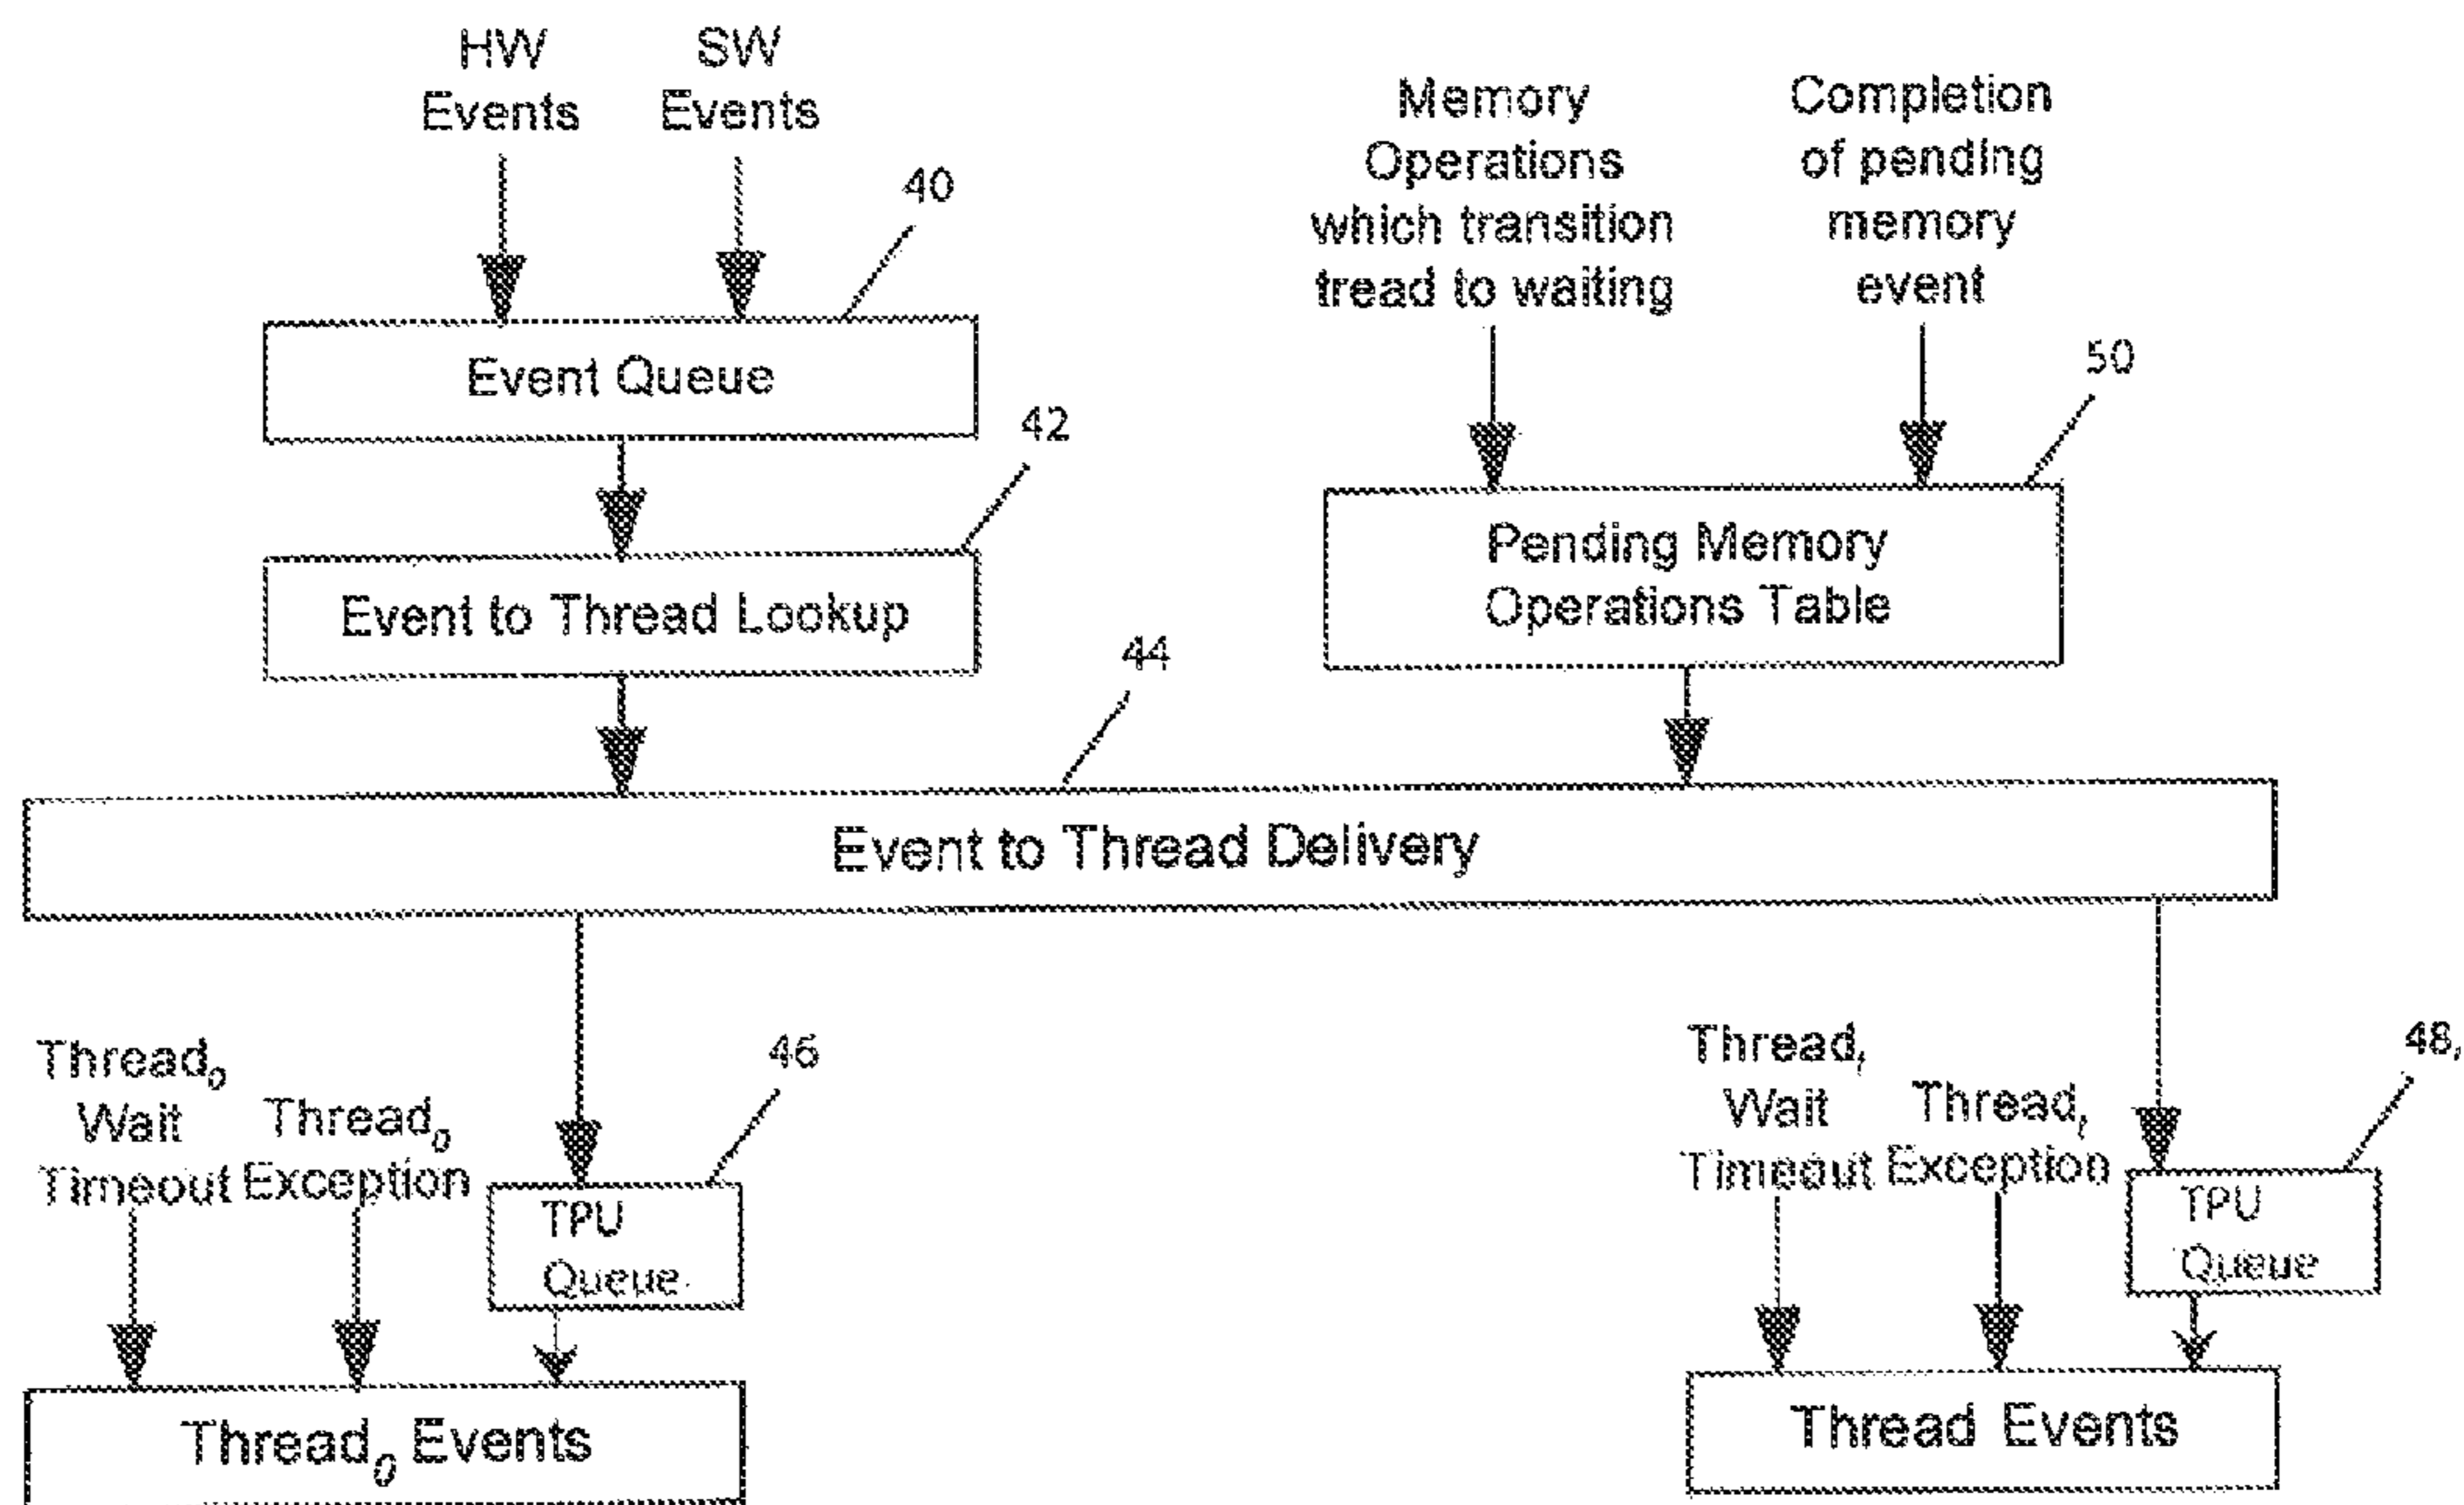 HW
Events
SW
Events
40
Memory
Operations
which transition
tread to waiting
Completion
of pending
memory
event
50
Event Queue
42
Event to Thread Lookup
Pending Memory
Operations Table
44
Event to Thread Delivery
Thread₀
Wait
Timeout
Thread₀
Exception
46
TPU
Queue
Threadₜ
Wait
Timeout
Threadₜ
Exception
48,
TPU
Queue
Thread₀ Events
Thread Events